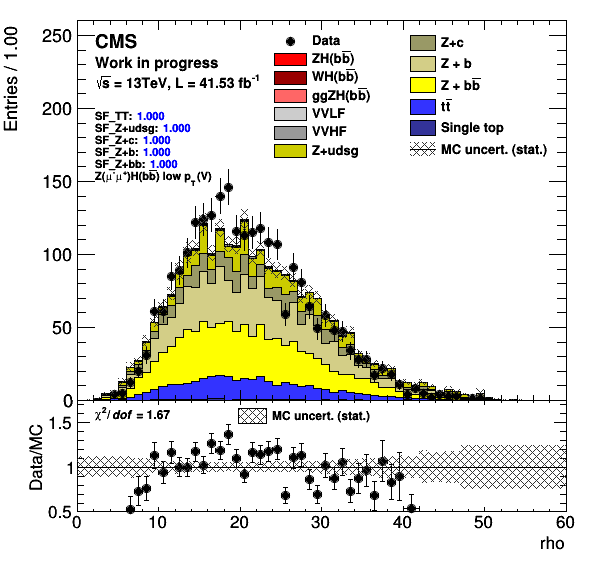 CMS
Work in progress
√s = 13TeV, L = 41.53 fb⁻¹
SF_TT: 1.000
SF_Z+udsg: 1.000
SF_Z+c: 1.000
SF_Z+b: 1.000
SF_Z+bb: 1.000
Z(μ⁻μ⁺)H(bb̅) low p_T(V)
Data
ZH(bb̅)
WH(bb̅)
ggZH(bb̅)
VVLF
VVHF
Z+udsg
Z+c
Z + b
Z + bb̅
tt̅
Single top
MC uncert. (stat.)
Entries / 1.00
250
200
150
100
50
0
χ²/dof = 1.67
MC uncert. (stat.)
Data/MC
1.5
1
0.5
0 10 20 30 40 50 60
rho